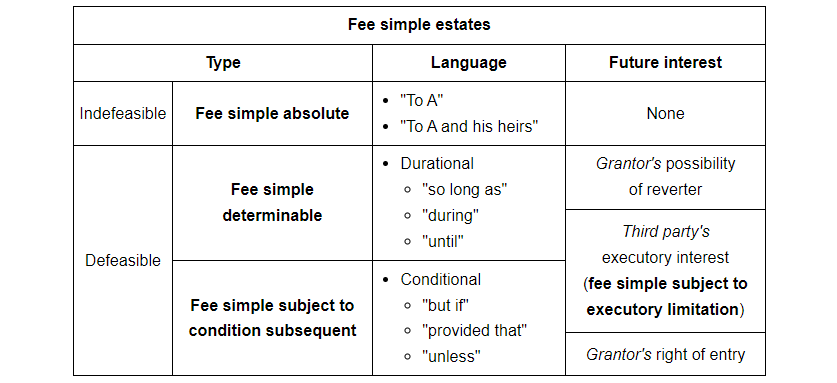 Fee simple estates
Type Language Future interest
Indefeasible
Fee simple absolute
• "To A"
• "To A and his heirs"
None
Defeasible
Fee simple
determinable
• Durational
○ "so long as"
○ "during"
○ "until"
Grantor's possibility
of reverter
Third party's
executory interest
(fee simple subject to
executory limitation)
Fee simple subject to
condition subsequent
• Conditional
○ "but if"
○ "provided that"
○ "unless"
Grantor's right of entry